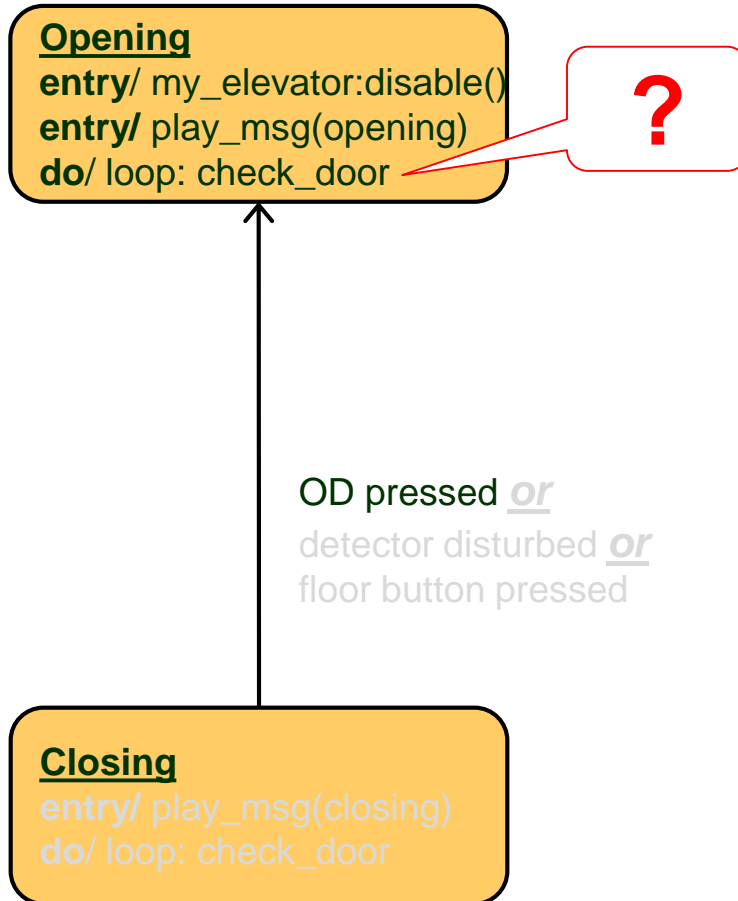 Opening
entry/ my_elevator:disable()
entry/ play_msg(opening)
do/ loop: check_door
?
OD pressed or
detector disturbed or
floor button pressed
Closing
entry/ play_msg(closing)
do/ loop: check_door